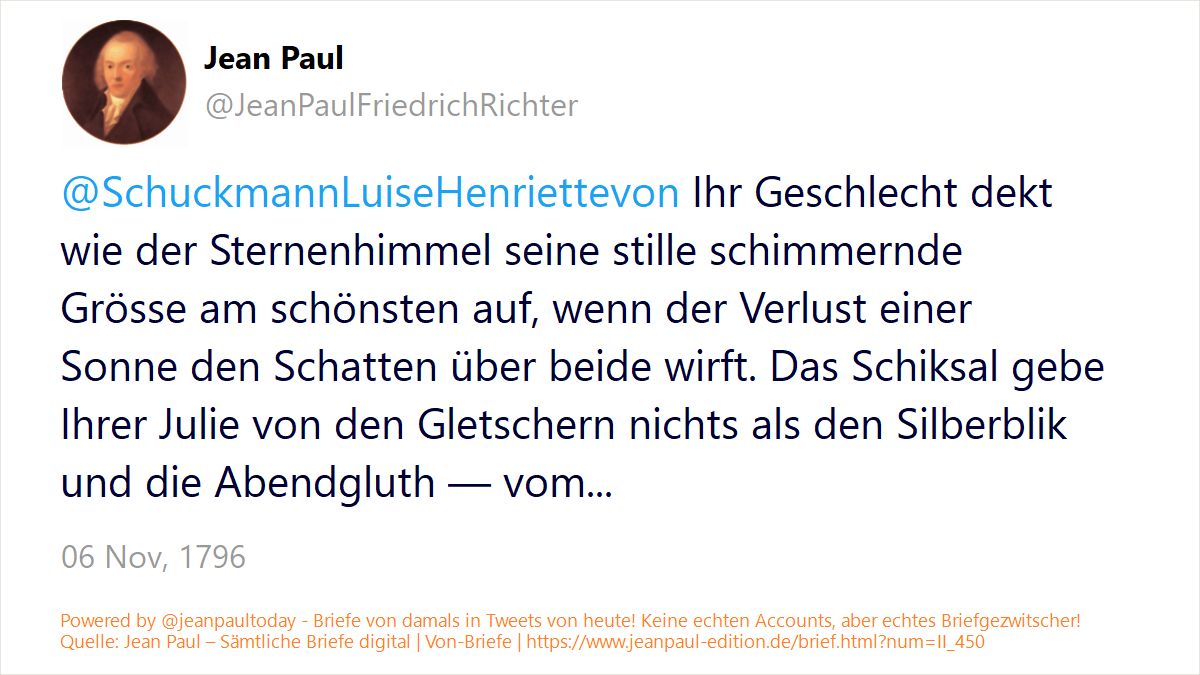 Jean Paul
@JeanPaulFriedrichRichter
@SchuckmannLuiseHenriettevon Ihr Geschlecht dekt
wie der Sternenhimmel seine stille schimmernde
Grösse am schönsten auf, wenn der Verlust einer
Sonne den Schatten über beide wirft. Das Schiksal gebe
Ihrer Julie von den Gletschern nichts als den Silberblik
und die Abendgluth — vom...
06 Nov, 1796
Powered by @jeanpaultoday - Briefe von damals in Tweets von heute! Keine echten Accounts, aber echtes Briefgezwitscher!
Quelle: Jean Paul – Sämtliche Briefe digital | Von-Briefe | https://www.jeanpaul-edition.de/brief.html?num=II_450